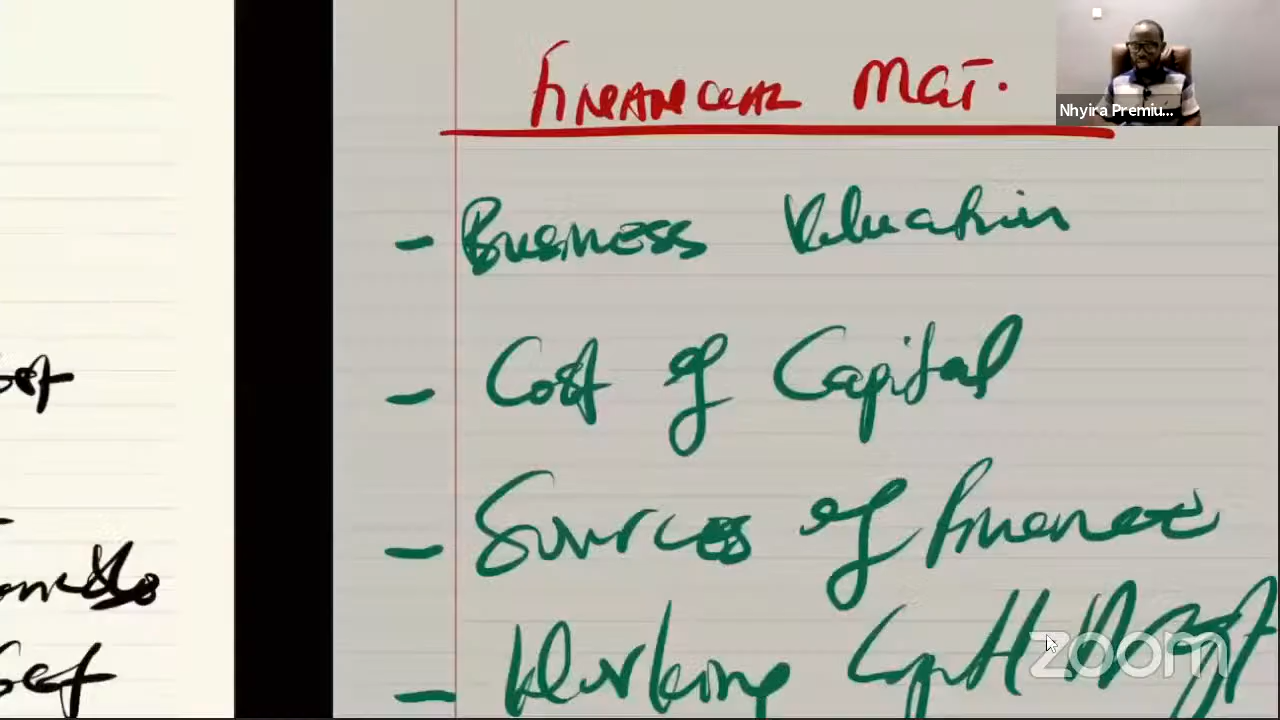 FINANCIAL MGT.
Nhyira Premiu...
- Business Valuation
- Cost of Capital
- Sources of finance
- Working Capital Mgt
zoom